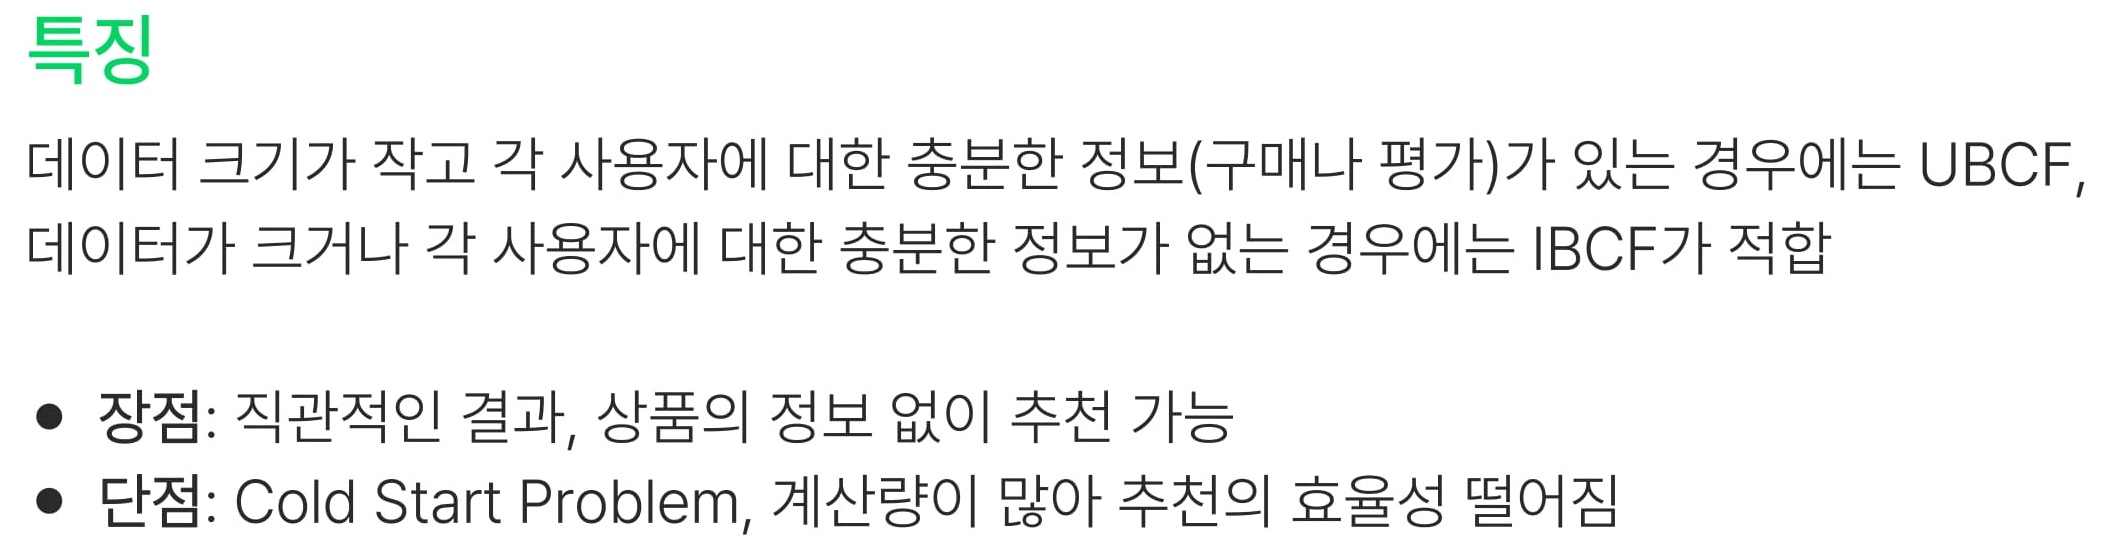 특징
데이터 크기가 작고 각 사용자에 대한 충분한 정보(구매나 평가)가 있는 경우에는 UBCF,
데이터가 크거나 각 사용자에 대한 충분한 정보가 없는 경우에는 IBCF가 적합
• 장점: 직관적인 결과, 상품의 정보 없이 추천 가능
• 단점: Cold Start Problem, 계산량이 많아 추천의 효율성 떨어짐